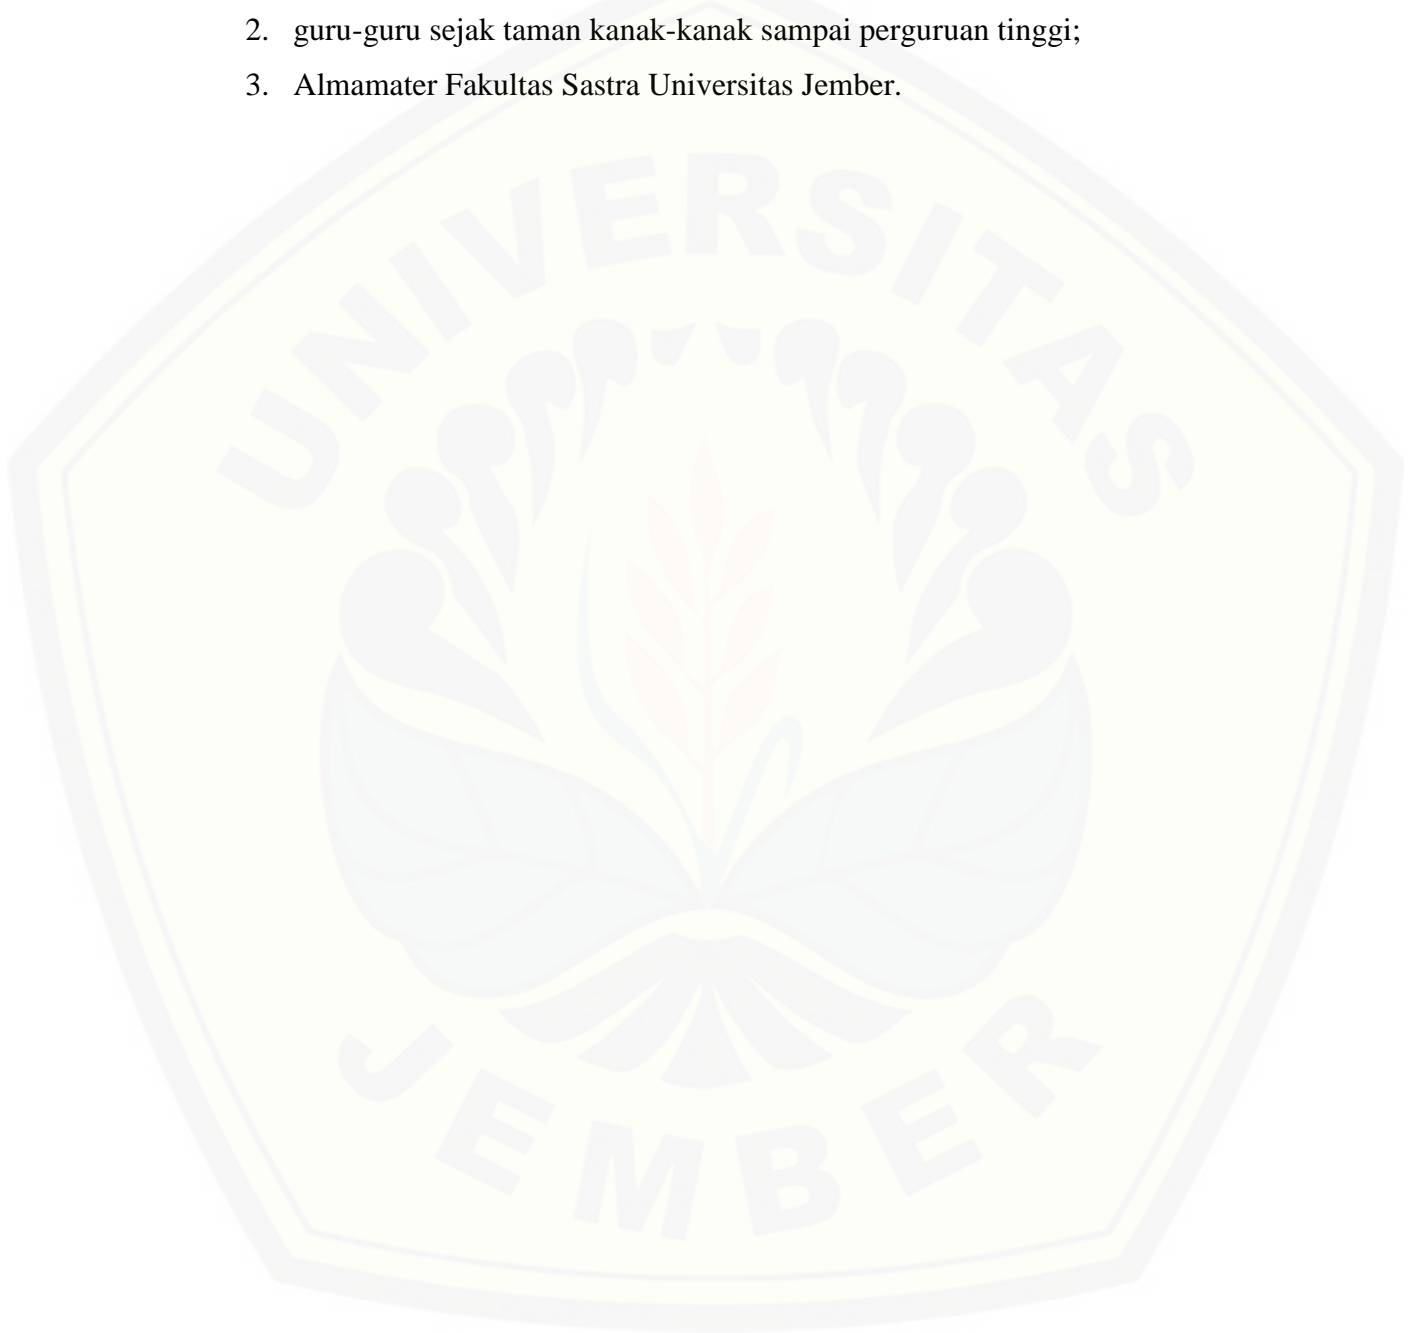 2. guru-guru sejak taman kanak-kanak sampai perguruan tinggi;
3. Almamater Fakultas Sastra Universitas Jember.
UNIVERSITAS
JEMBER